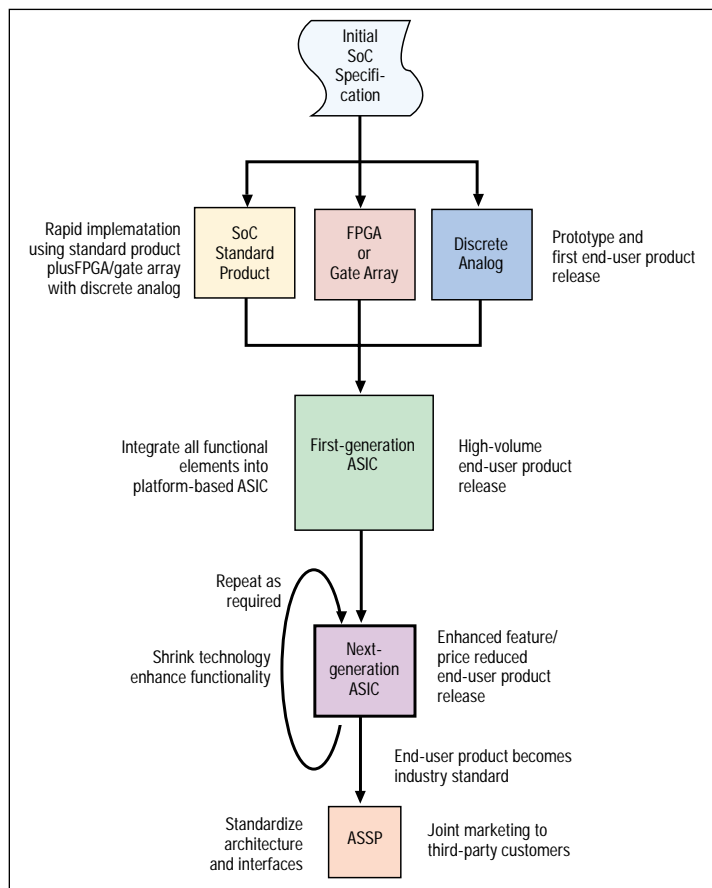 Initial
SoC
Specifi-
cation
Rapid implematation
using standard product
plusFPGA/gate array
with discrete analog
SoC
Standard
Product
FPGA
or
Gate Array
Discrete
Analog
Prototype and
first end-user product
release
Integrate all functional
elements into
platform-based ASIC
First-generation
ASIC
High-volume
end-user product
release
Repeat as
required
Shrink technology
enhance functionality
Next-
generation
ASIC
Enhanced feature/
price reduced
end-user product
release
End-user product becomes
industry standard
Standardize
architecture
and interfaces
ASSP
Joint marketing to
third-party customers